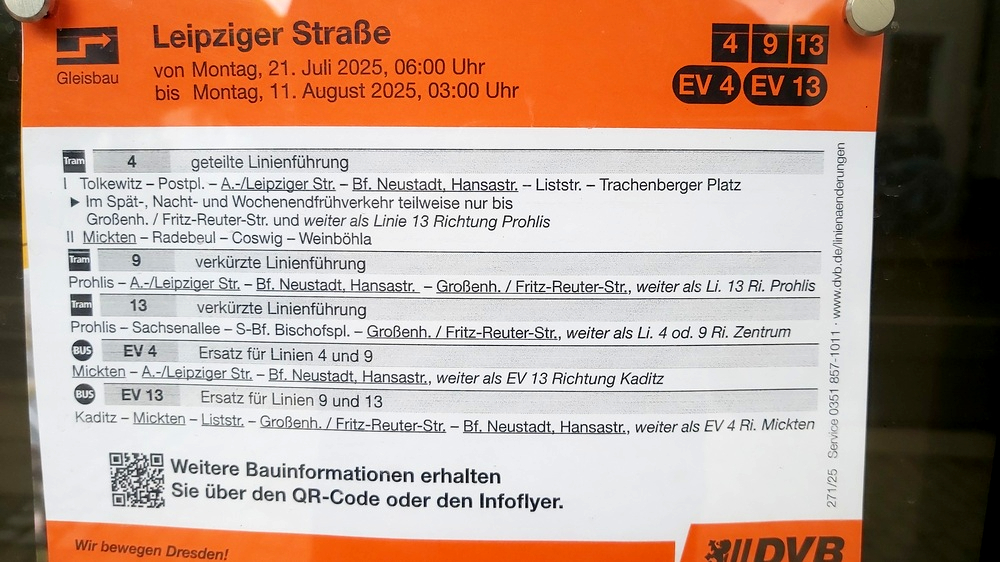 Gleisbau
Leipziger Straße
von Montag, 21. Juli 2025, 06:00 Uhr
bis Montag, 11. August 2025, 03:00 Uhr
4 9 13
EV 4 EV 13
Tram 4 geteilte Linienführung
I Tolkewitz – Postpl. – A.-/Leipziger Str. – Bf. Neustadt, Hansastr. – Liststr. – Trachenberger Platz
▶ Im Spät-, Nacht- und Wochenendfrühverkehr teilweise nur bis
Großenh. / Fritz-Reuter-Str. und weiter als Linie 13 Richtung Prohlis
II Mickten – Radebeul – Coswig – Weinböhla
Tram 9 verkürzte Linienführung
Prohlis – A.-/Leipziger Str. – Bf. Neustadt, Hansastr. – Großenh. / Fritz-Reuter-Str., weiter als Li. 13 Ri. Prohlis
Tram 13 verkürzte Linienführung
Prohlis – Sachsenallee – S-Bf. Bischofspl. – Großenh. / Fritz-Reuter-Str., weiter als Li. 4 od. 9 Ri. Zentrum
BUS EV 4 Ersatz für Linien 4 und 9
Mickten – A.-/Leipziger Str. – Bf. Neustadt, Hansastr., weiter als EV 13 Richtung Kaditz
BUS EV 13 Ersatz für Linien 9 und 13
Kaditz – Mickten – Liststr. – Großenh. / Fritz-Reuter-Str. – Bf. Neustadt, Hansastr., weiter als EV 4 Ri. Mickten
Weitere Bauinformationen erhalten
Sie über den QR-Code oder den Infoflyer.
271/25 Service 0351 857-1011 · www.dvb.de/linienaenderungen
Wir bewegen Dresden!
DVB